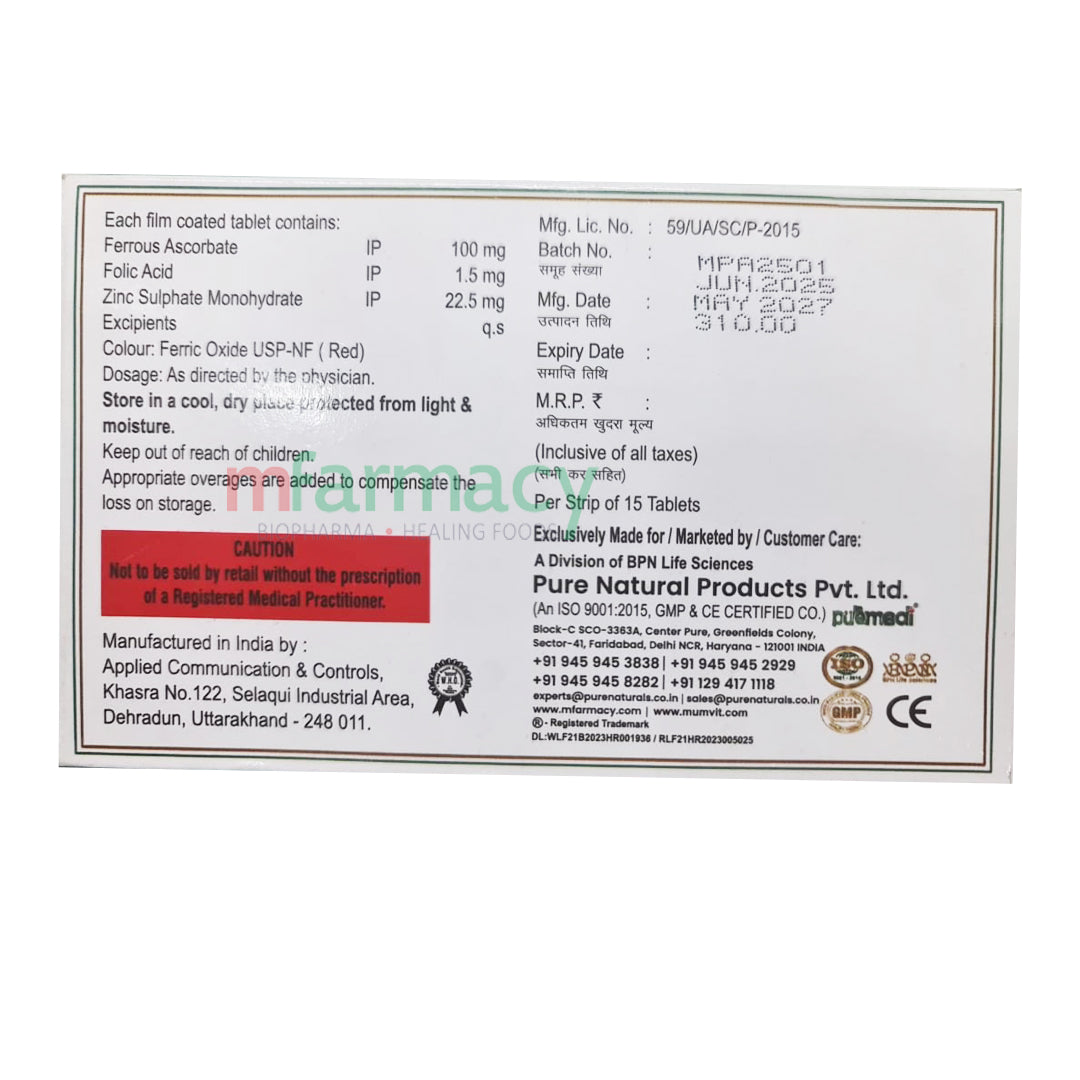 Each film coated tablet contains:
Ferrous Ascorbate IP 100 mg
Folic Acid IP 1.5 mg
Zinc Sulphate Monohydrate IP 22.5 mg
Excipients q.s
Colour: Ferric Oxide USP-NF ( Red)
Dosage: As directed by the physician.
Store in a cool, dry place protected from light &
moisture.
Keep out of reach of children.
Appropriate overages are added to compensate the
loss on storage.
CAUTION
Not to be sold by retail without the prescription
of a Registered Medical Practitioner.
Manufactured in India by :
Applied Communication & Controls,
Khasra No.122, Selaqui Industrial Area,
Dehradun, Uttarakhand - 248 011.
W.H.O.
Mfg. Lic. No. : 59/UA/SC/P-2015
Batch No. :
समूह संख्या
MPA2501
JUN.2025
MAY 2027
310.00
Mfg. Date :
उत्पादन तिथि
Expiry Date :
समाप्ति तिथि
M.R.P. ₹ :
अधिकतम खुदरा मूल्य
(Inclusive of all taxes)
(सभी कर सहित)
Per Strip of 15 Tablets
Exclusively Made for / Marketed by / Customer Care:
A Division of BPN Life Sciences
Pure Natural Products Pvt. Ltd.
(An ISO 9001:2015, GMP & CE CERTIFIED CO.)
puremedi®
Block-C SCO-3363A, Center Pure, Greenfields Colony,
Sector-41, Faridabad, Delhi NCR, Haryana - 121001 INDIA
+91 945 945 3838 | +91 945 945 2929
+91 945 945 8282 | +91 129 417 1118
experts@purenaturals.co.in | sales@purenaturals.co.in
www.mfarmacy.com | www.mumvit.com
® - Registered Trademark
DL:WLF21B2023HR001936 / RLF21HR2023005025
ISO
GMP
CE
mfarmacy
BIOPHARMA • HEALING FOODS